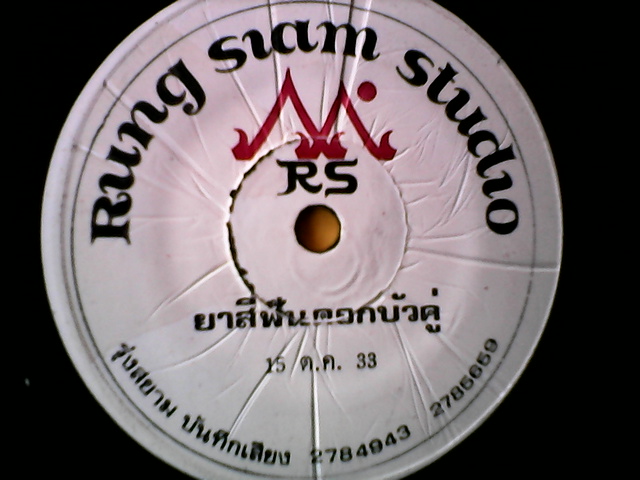 Rung siam studio
RS
ยาสีฟันดอกบัวคู่
15 ต.ค. 33
รุ่งสยาม บันทึกเสียง 2784943 2785659